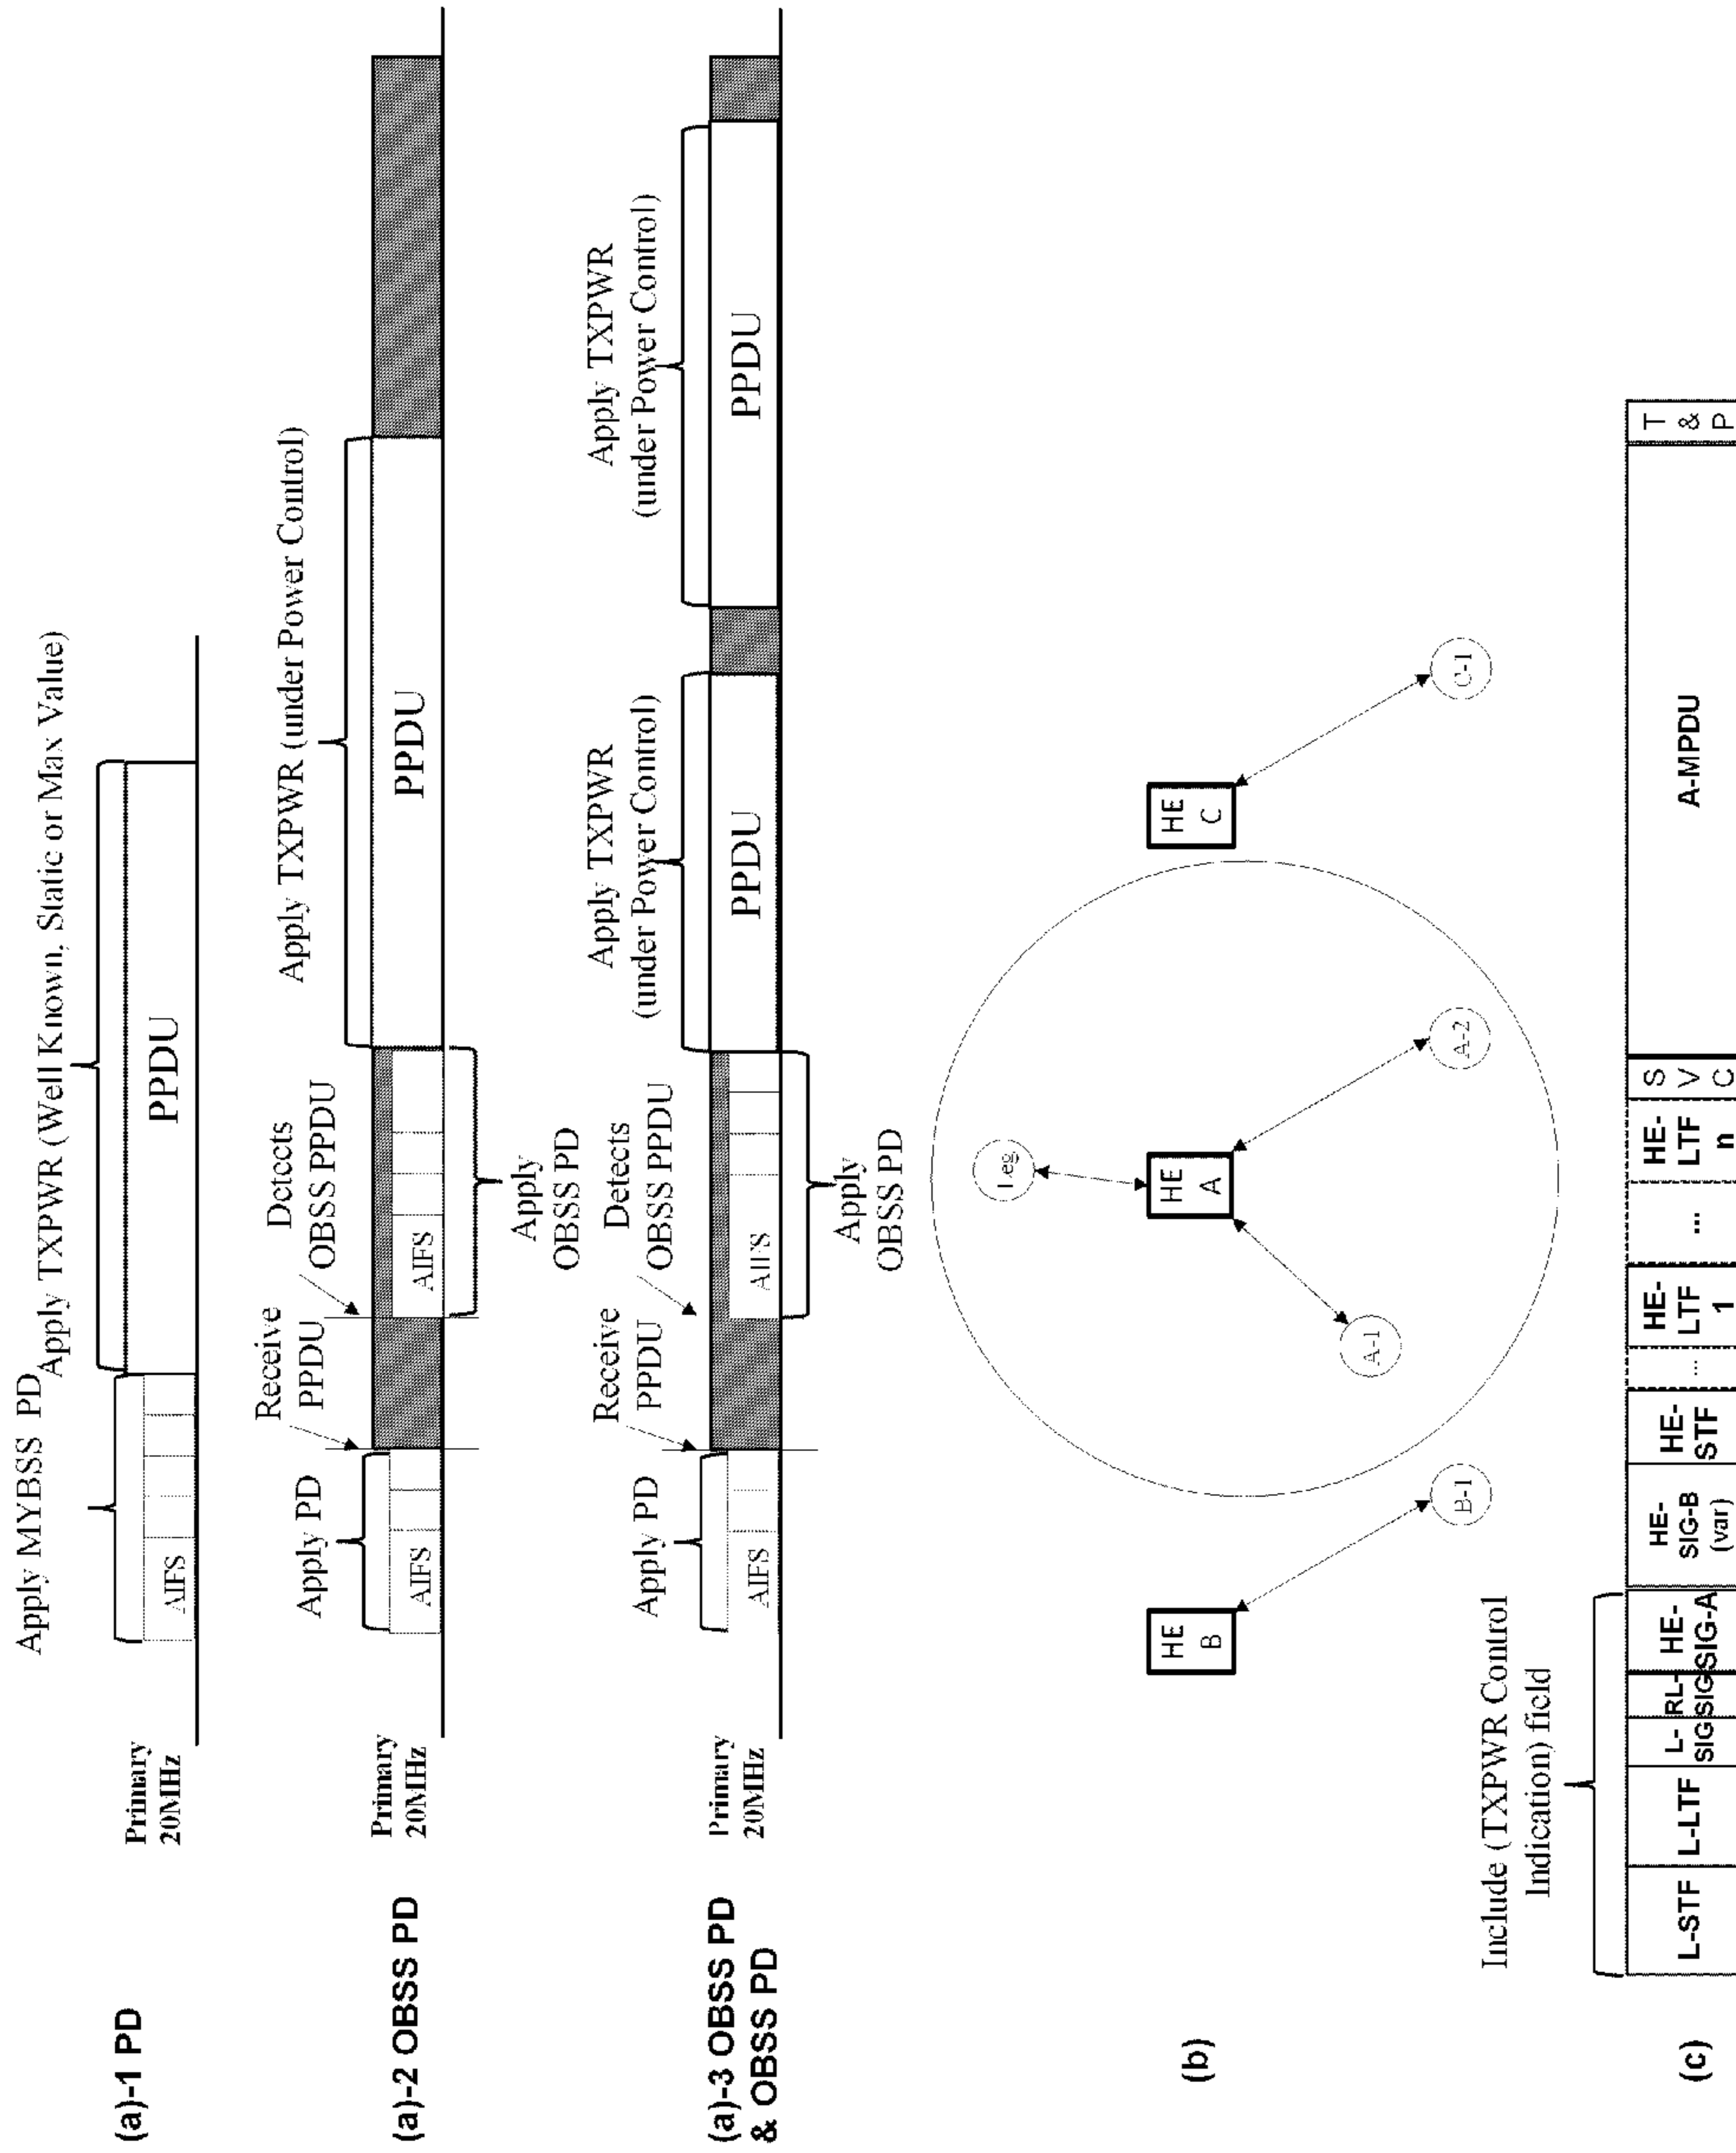 (a)-1 PD
Primary
20MHz
Apply MYBSS PD
AIFS
Apply TXPWR (Well Known, Static or Max Value)
PPDU
(a)-2 OBSS PD
Primary
20MHz
Apply PD
AIFS
Receive
PPDU
Detects
OBSS PPDU
AIFS
Apply
OBSS PD
Apply TXPWR (under Power Control)
PPDU
(a)-3 OBSS PD
& OBSS PD
Primary
20MHz
Apply PD
AIFS
Receive
PPDU
Detects
OBSS PPDU
AIFS
Apply
OBSS PD
Apply TXPWR
(under Power Control)
PPDU
Apply TXPWR
(under Power Control)
PPDU
(b)
HE
B
B-1
Leg
HE
A
A-1
A-2
HE
C
C-1
(c)
Include (TXPWR Control
Indication) field
L-STF
L-LTF
L-
SIG
RL-
SIG
HE-
SIG-A
HE-
SIG-B
(var)
HE-
STF
...
HE-
LTF
1
...
HE-
LTF
n
S
V
C
A-MPDU
T
&
P